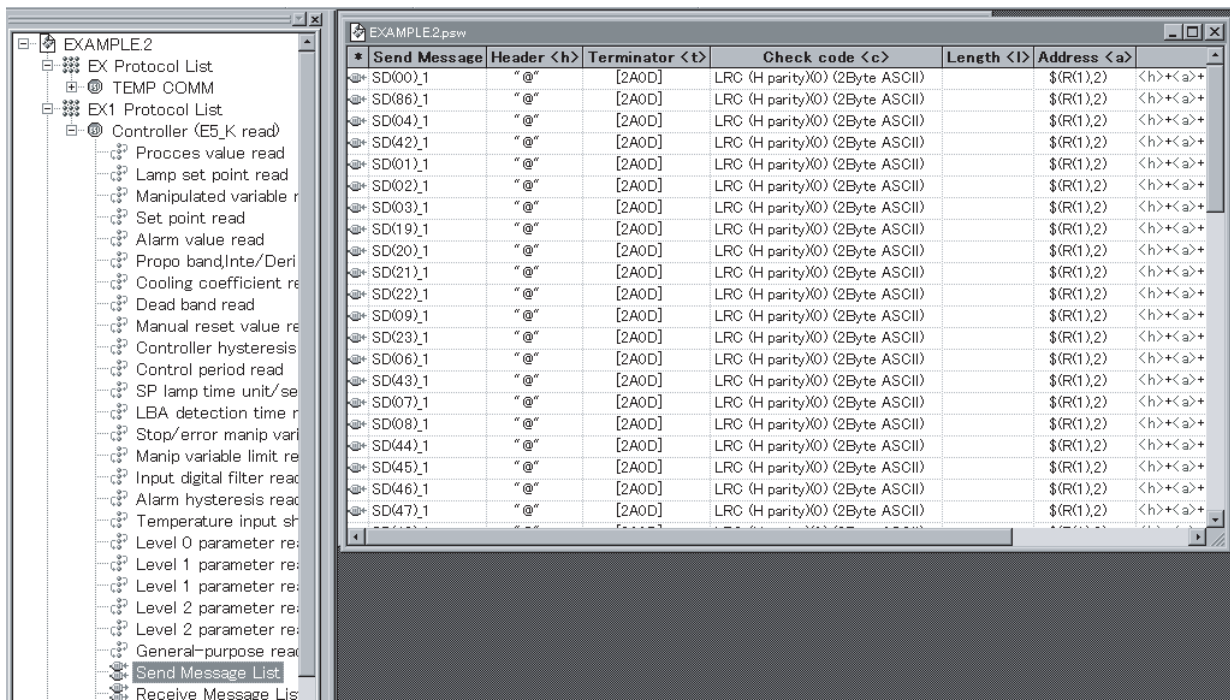 EXAMPLE.2
EX Protocol List
TEMP COMM
EX1 Protocol List
Controller (E5_K read)
Procces value read
Lamp set point read
Manipulated variable r
Set point read
Alarm value read
Propo band,Inte/Deri
Cooling coefficient re
Dead band read
Manual reset value re
Controller hysteresis
Control period read
SP lamp time unit/se
LBA detection time r
Stop/error manip vari
Manip variable limit re
Input digital filter read
Alarm hysteresis read
Temperature input sh
Level 0 parameter rea
Level 1 parameter rea
Level 1 parameter rea
Level 2 parameter rea
Level 2 parameter rea
General-purpose read
Send Message List
Receive Message Lis
EXAMPLE.2.psw
* Send Message Header <h> Terminator <t> Check code <c> Length <l> Address <a>
SD(00)_1 "@" [2A0D] LRC (H parity)(0) (2Byte ASCII) $(R(1),2) <h>+<a>+
SD(86)_1 "@" [2A0D] LRC (H parity)(0) (2Byte ASCII) $(R(1),2) <h>+<a>+
SD(04)_1 "@" [2A0D] LRC (H parity)(0) (2Byte ASCII) $(R(1),2) <h>+<a>+
SD(42)_1 "@" [2A0D] LRC (H parity)(0) (2Byte ASCII) $(R(1),2) <h>+<a>+
SD(01)_1 "@" [2A0D] LRC (H parity)(0) (2Byte ASCII) $(R(1),2) <h>+<a>+
SD(02)_1 "@" [2A0D] LRC (H parity)(0) (2Byte ASCII) $(R(1),2) <h>+<a>+
SD(03)_1 "@" [2A0D] LRC (H parity)(0) (2Byte ASCII) $(R(1),2) <h>+<a>+
SD(19)_1 "@" [2A0D] LRC (H parity)(0) (2Byte ASCII) $(R(1),2) <h>+<a>+
SD(20)_1 "@" [2A0D] LRC (H parity)(0) (2Byte ASCII) $(R(1),2) <h>+<a>+
SD(21)_1 "@" [2A0D] LRC (H parity)(0) (2Byte ASCII) $(R(1),2) <h>+<a>+
SD(22)_1 "@" [2A0D] LRC (H parity)(0) (2Byte ASCII) $(R(1),2) <h>+<a>+
SD(09)_1 "@" [2A0D] LRC (H parity)(0) (2Byte ASCII) $(R(1),2) <h>+<a>+
SD(23)_1 "@" [2A0D] LRC (H parity)(0) (2Byte ASCII) $(R(1),2) <h>+<a>+
SD(06)_1 "@" [2A0D] LRC (H parity)(0) (2Byte ASCII) $(R(1),2) <h>+<a>+
SD(43)_1 "@" [2A0D] LRC (H parity)(0) (2Byte ASCII) $(R(1),2) <h>+<a>+
SD(07)_1 "@" [2A0D] LRC (H parity)(0) (2Byte ASCII) $(R(1),2) <h>+<a>+
SD(08)_1 "@" [2A0D] LRC (H parity)(0) (2Byte ASCII) $(R(1),2) <h>+<a>+
SD(44)_1 "@" [2A0D] LRC (H parity)(0) (2Byte ASCII) $(R(1),2) <h>+<a>+
SD(45)_1 "@" [2A0D] LRC (H parity)(0) (2Byte ASCII) $(R(1),2) <h>+<a>+
SD(46)_1 "@" [2A0D] LRC (H parity)(0) (2Byte ASCII) $(R(1),2) <h>+<a>+
SD(47)_1 "@" [2A0D] LRC (H parity)(0) (2Byte ASCII) $(R(1),2) <h>+<a>+